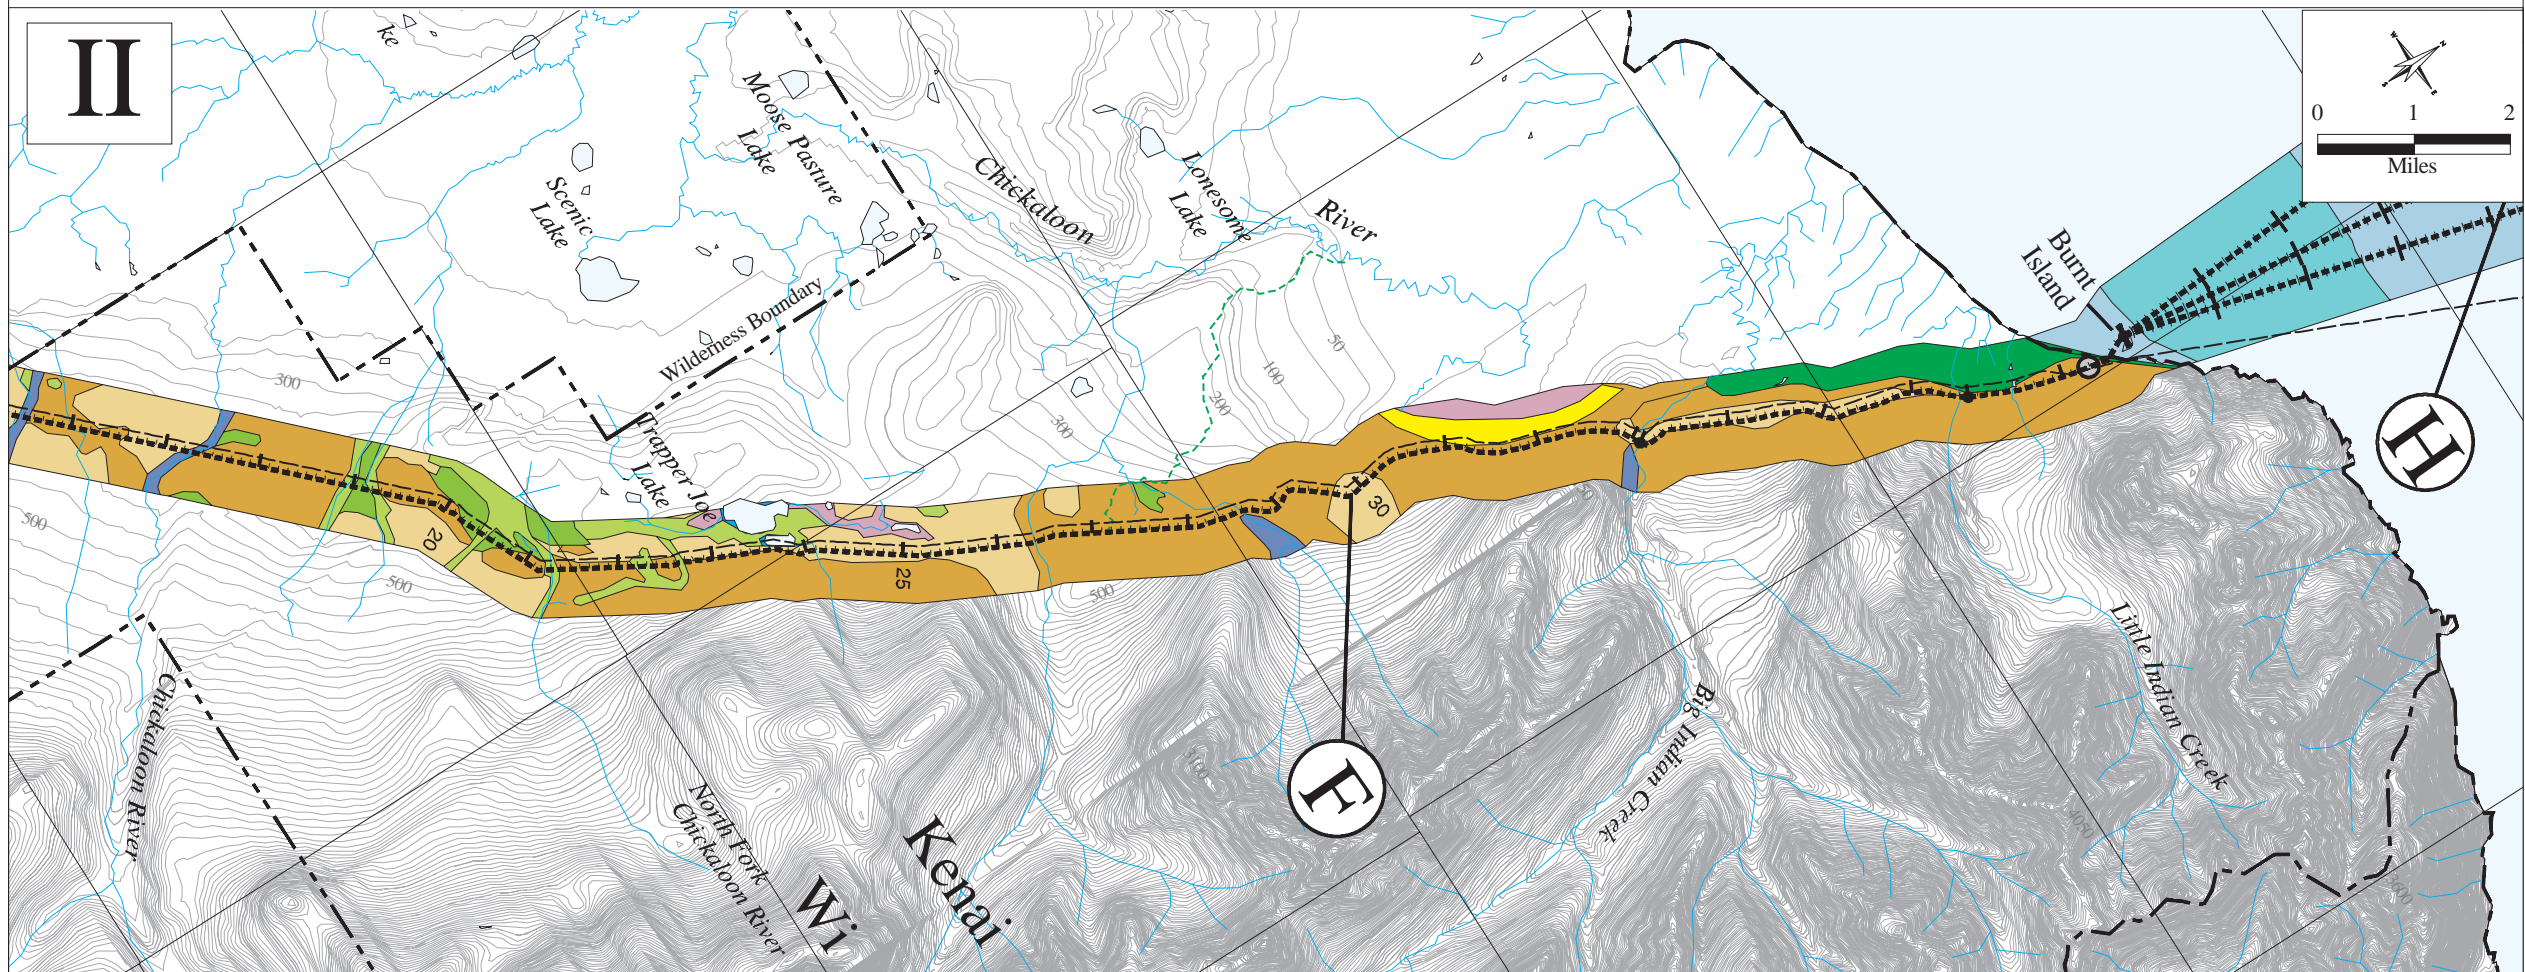 II
ke
Moose Pasture
Lake
Scenic
Lake
Chickaloon
River
Lonesome
Lake
Burnt
Island
0 1 2
Miles
Wilderness Boundary
Trapper Joe
Lake
300
50
100
200
300
500
500
500
20
25
30
H
F
Chickaloon River
North Fork
Chickaloon River
Kenai
Wi
Big Indian Creek
Little Indian Creek